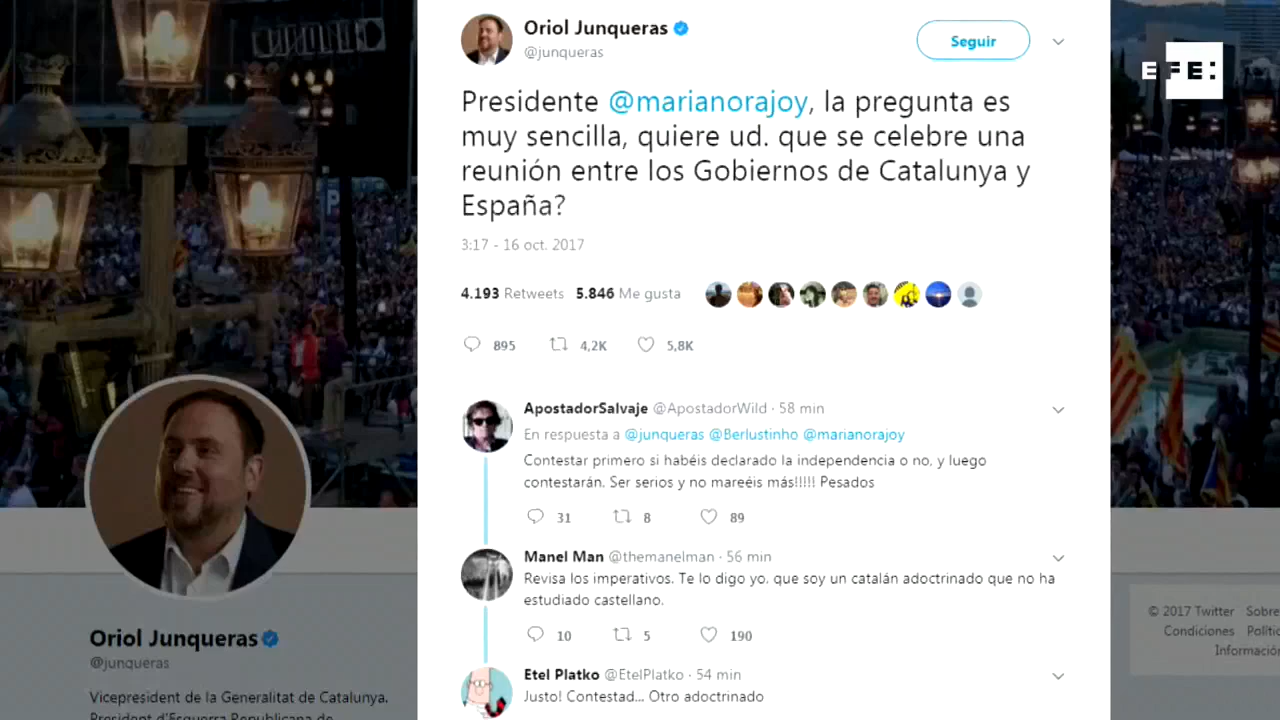 Oriol Junqueras
@junqueras
Seguir
EFE:
Presidente @marianorajoy, la pregunta es
muy sencilla, quiere ud. que se celebre una
reunión entre los Gobiernos de Catalunya y
España?
3:17 - 16 oct. 2017
4.193 Retweets 5.846 Me gusta
895 4,2K 5,8K
ApostadorSalvaje @ApostadorWild · 58 min
En respuesta a @junqueras @Berlustinho @marianorajoy
Contestar primero si habéis declarado la independencia o no, y luego
contestarán. Ser serios y no mareéis más!!!!! Pesados
31 8 89
Manel Man @themanelman · 56 min
Revisa los imperativos. Te lo digo yo, que soy un catalán adoctrinado que no ha
estudiado castellano.
10 5 190
Etel Platko @EtelPlatko · 54 min
Justo! Contestad... Otro adoctrinado
Oriol Junqueras
@junqueras
Vicepresident de la Generalitat de Catalunya.
President d'Esquerra Republicana de
© 2017 Twitter Sobre
Condiciones Políti
Informació